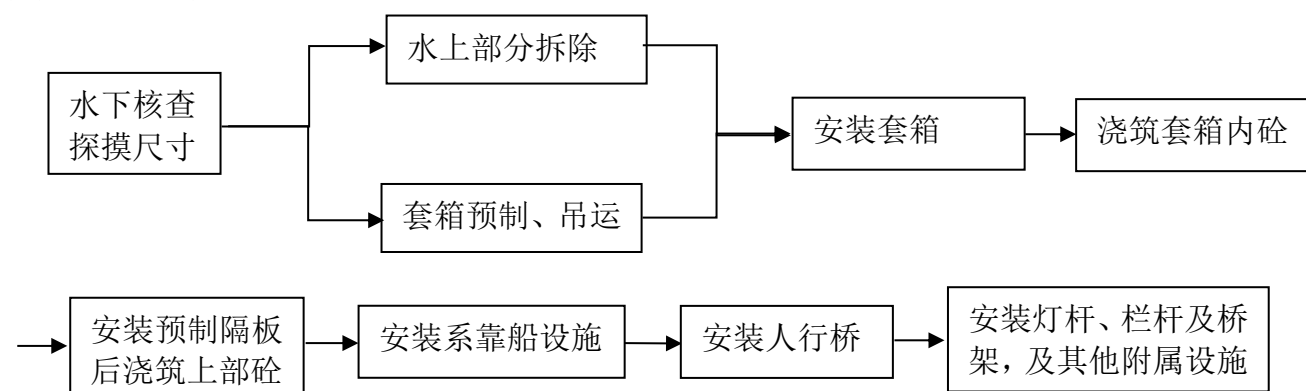 水下核查
探摸尺寸
水上部分拆除
套箱预制、吊运
安装套箱
浇筑套箱内砼
安装预制隔板
后浇筑上部砼
安装系靠船设施
安装人行桥
安装灯杆、栏杆及桥
架,及其他附属设施